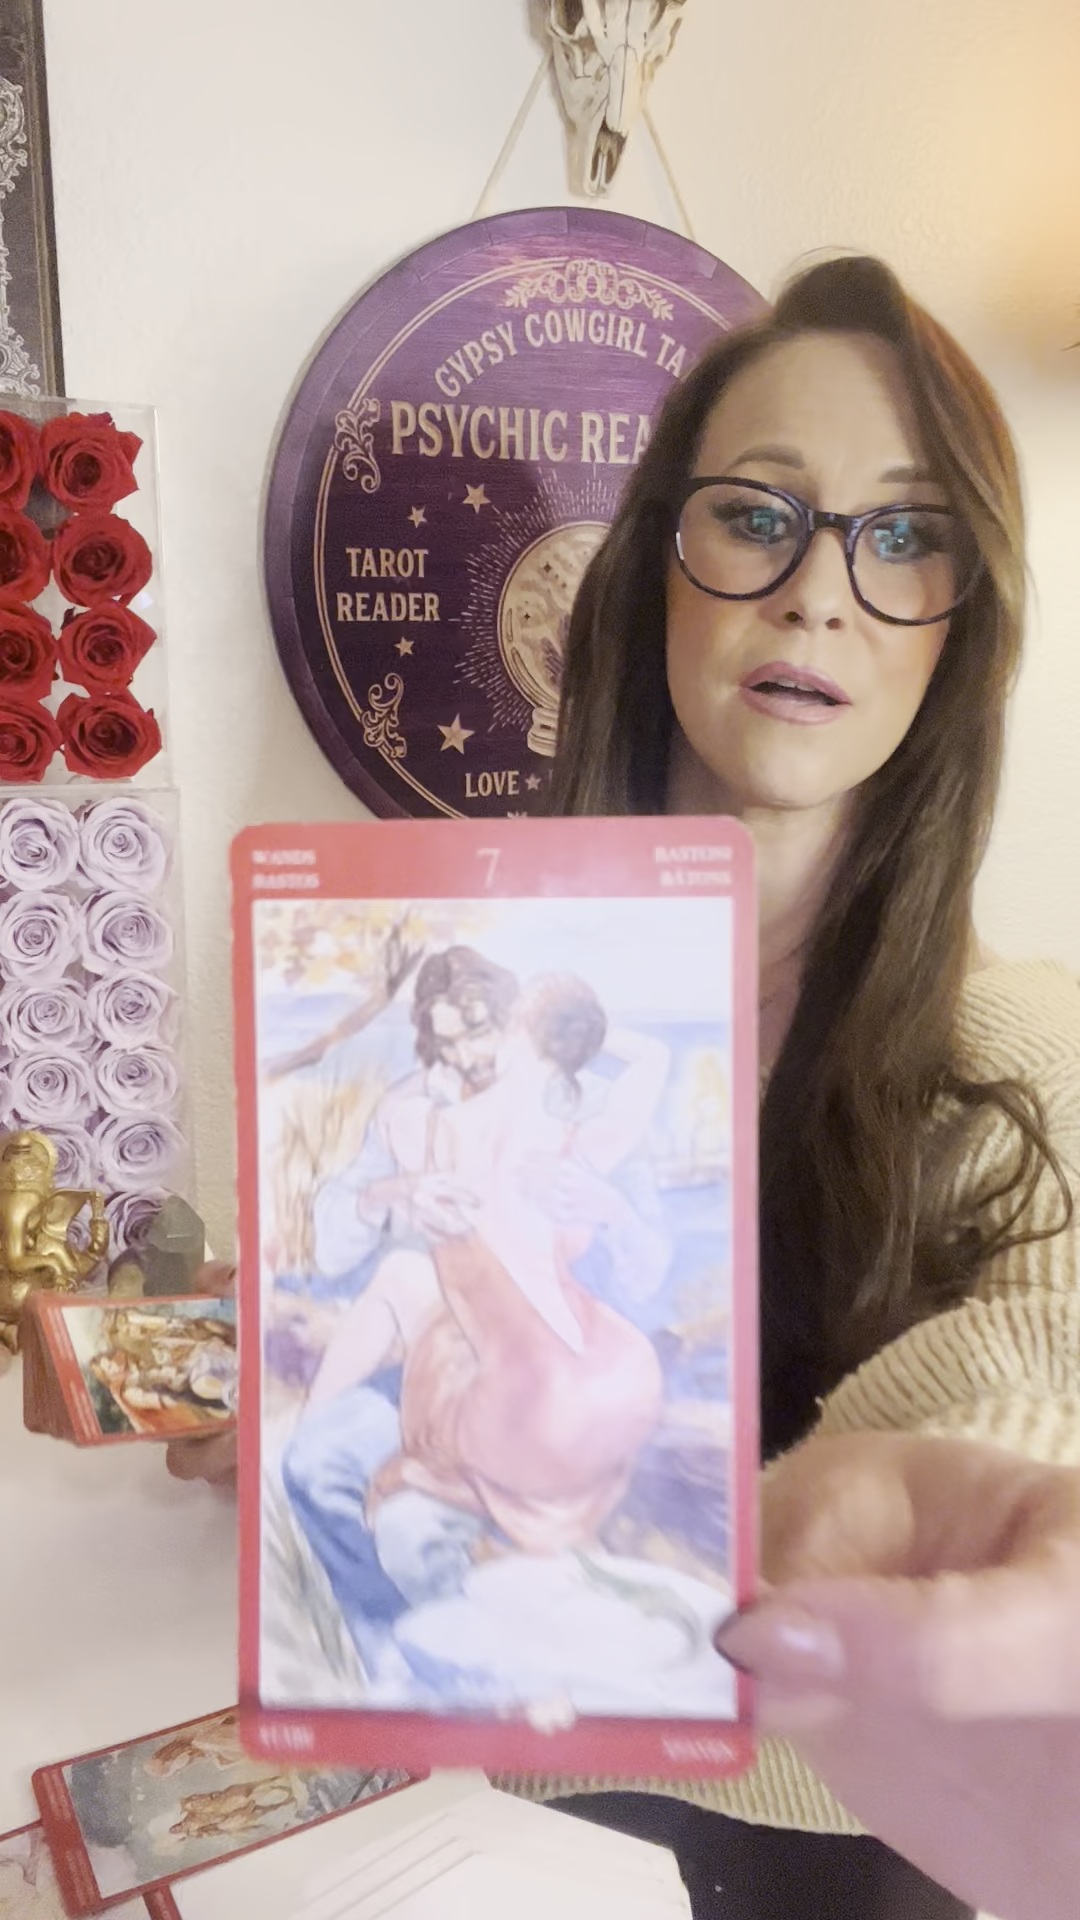 GYPSY COWGIRL TA
PSYCHIC REA
TAROT
READER
LOVE
WANDS
BASTOS
7
BASTONI
BÂTONS